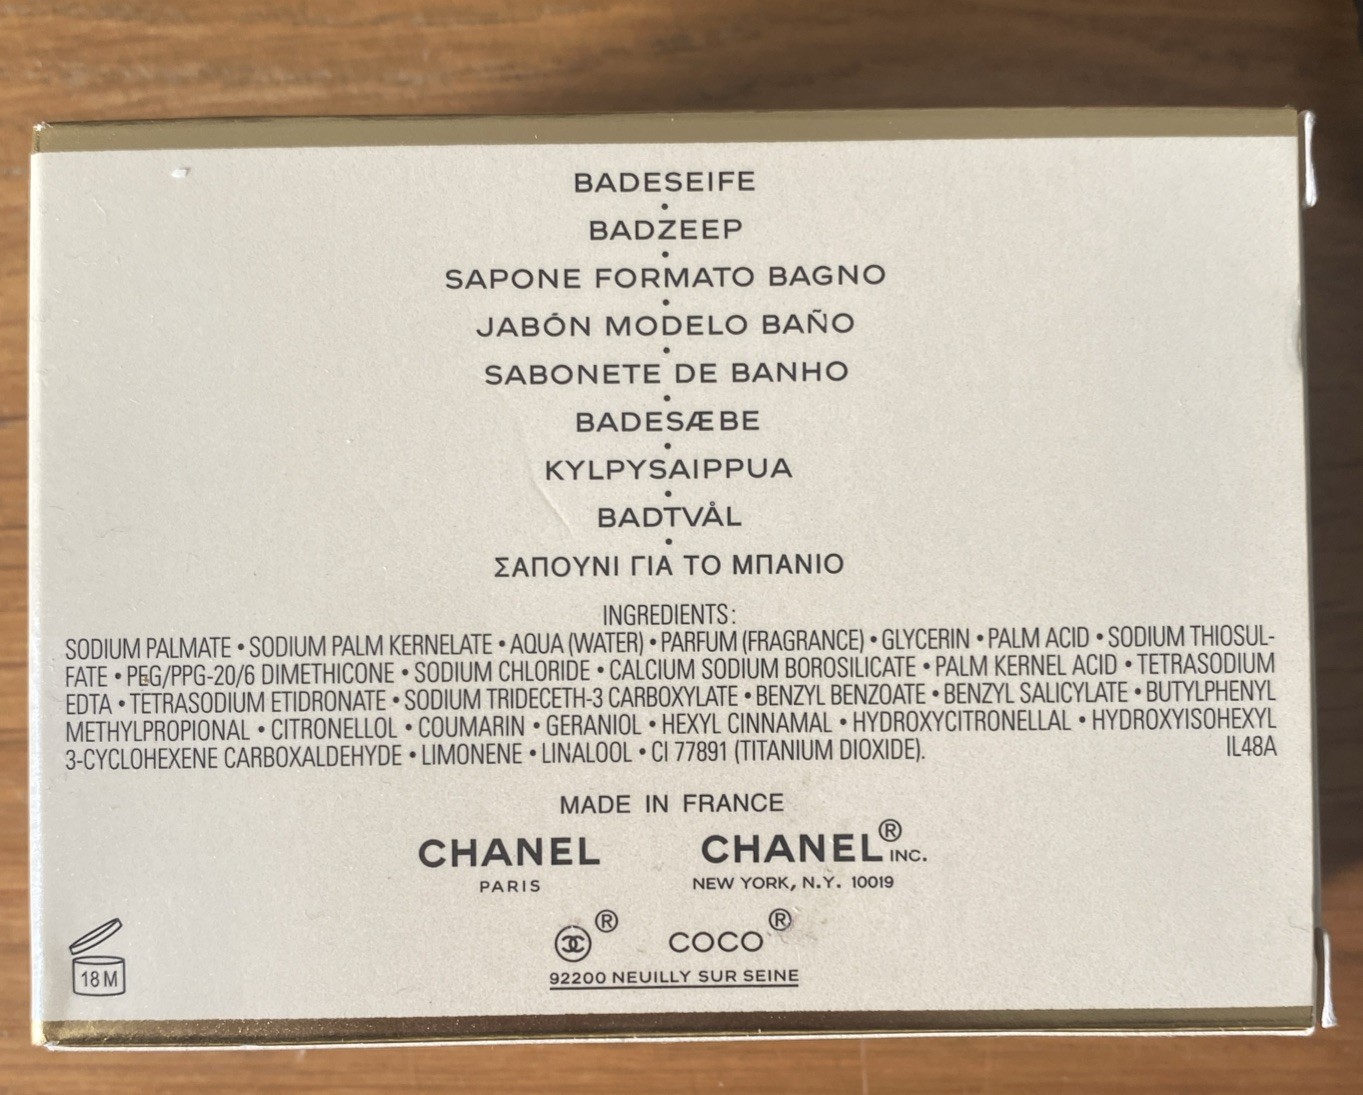 BADESEIFE
•
BADZEEP
•
SAPONE FORMATO BAGNO
•
JABÓN MODELO BAÑO
•
SABONETE DE BANHO
•
BADESÆBE
•
KYLPYSAIPPUA
•
BADTVÅL
•
ΣΑΠΟΥΝΙ ΓΙΑ ΤΟ ΜΠΑΝΙΟ
INGREDIENTS:
SODIUM PALMATE • SODIUM PALM KERNELATE • AQUA (WATER) • PARFUM (FRAGRANCE) • GLYCERIN • PALM ACID • SODIUM THIOSUL-
FATE • PEG/PPG-20/6 DIMETHICONE • SODIUM CHLORIDE • CALCIUM SODIUM BOROSILICATE • PALM KERNEL ACID • TETRASODIUM
EDTA • TETRASODIUM ETIDRONATE • SODIUM TRIDECETH-3 CARBOXYLATE • BENZYL BENZOATE • BENZYL SALICYLATE • BUTYLPHENYL
METHYLPROPIONAL • CITRONELLOL • COUMARIN • GERANIOL • HEXYL CINNAMAL • HYDROXYCITRONELLAL • HYDROXYISOHEXYL
3-CYCLOHEXENE CARBOXALDEHYDE • LIMONENE • LINALOOL • CI 77891 (TITANIUM DIOXIDE). IL48A
MADE IN FRANCE
CHANEL CHANEL® INC.
PARIS NEW YORK, N.Y. 10019
® COCO®
92200 NEUILLY SUR SEINE
18 M